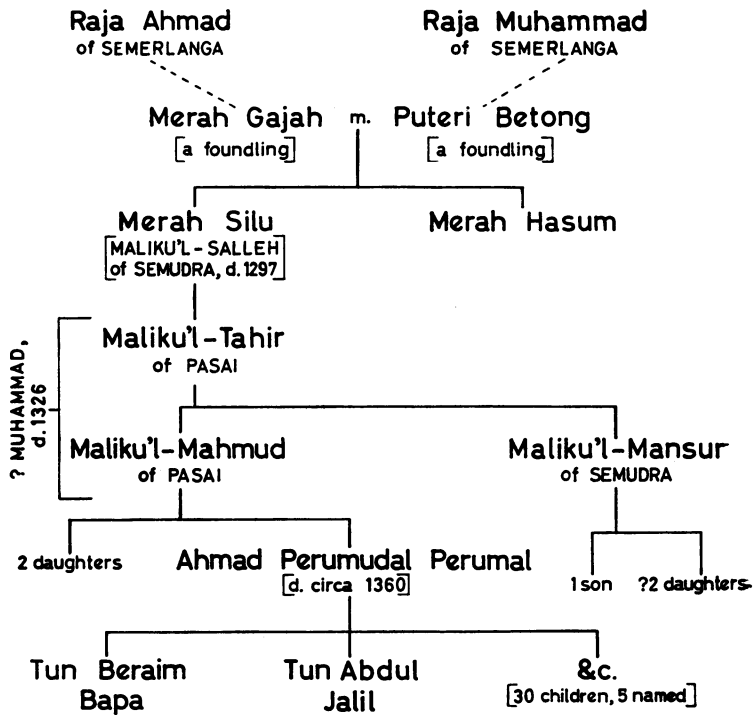 Raja Ahmad
of SEMERLANGA
Raja Muhammad
of SEMERLANGA
Merah Gajah m. Puteri Betong
[a foundling] [a foundling]
Merah Silu
[MALIKU'L-SALLEH
of SEMUDRA, d.1297]
Merah Hasum
Maliku'l-Tahir
of PASAI
? MUHAMMAD,
d.1326
Maliku'l-Mahmud
of PASAI
Maliku'l-Mansur
of SEMUDRA
2 daughters
Ahmad Perumudal Perumal
[d. circa 1360]
1 son ?2 daughters
Tun Beraim
Bapa
Tun Abdul
Jalil
&c.
[30 children, 5 named]